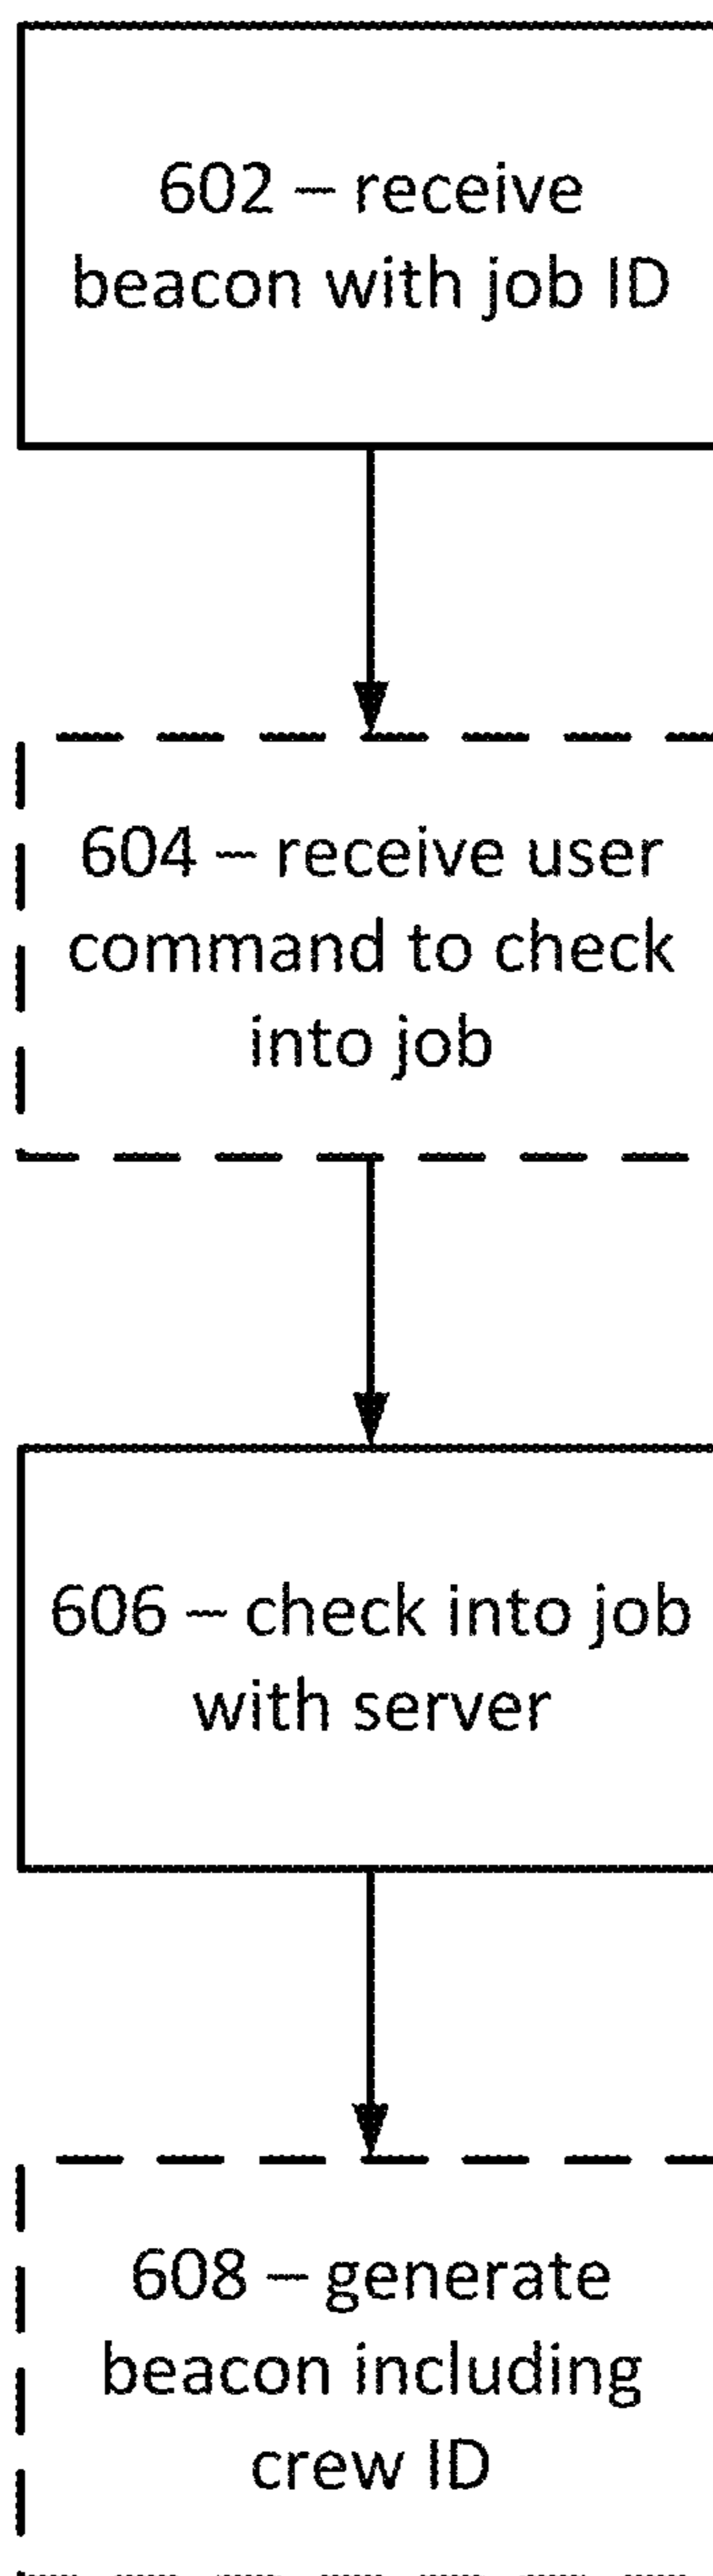 602 – receive
beacon with job ID
604 – receive user
command to check
into job
606 – check into job
with server
608 – generate
beacon including
crew ID